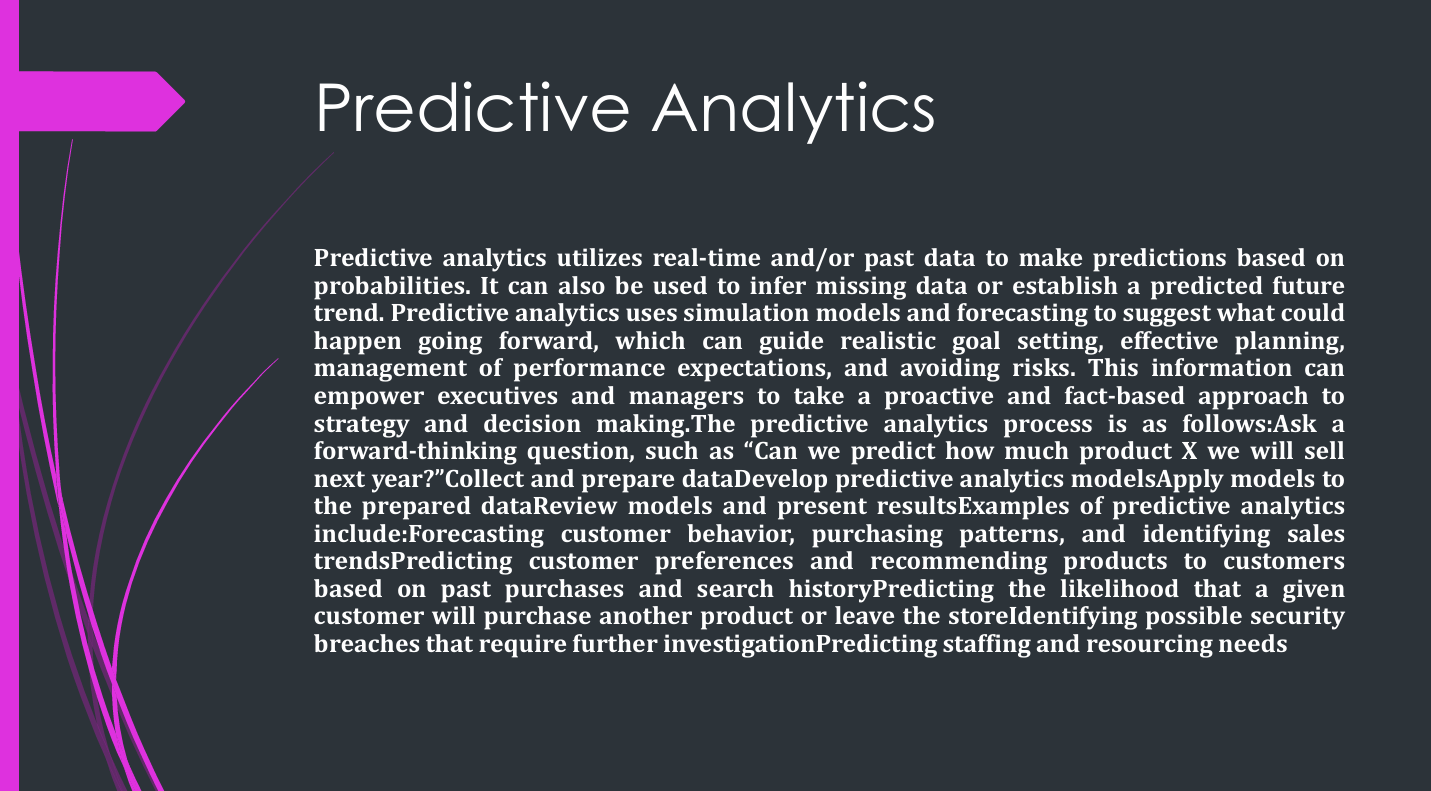 Predictive Analytics
Predictive analytics utilizes real-time and/or past data to make predictions based on
probabilities. It can also be used to infer missing data or establish a predicted future
trend. Predictive analytics uses simulation models and forecasting to suggest what could
happen going forward, which can guide realistic goal setting, effective planning,
management of performance expectations, and avoiding risks. This information can
empower executives and managers to take a proactive and fact-based approach to
strategy and decision making.The predictive analytics process is as follows:Ask a
forward-thinking question, such as “Can we predict how much product X we will sell
next year?”Collect and prepare dataDevelop predictive analytics modelsApply models to
the prepared dataReview models and present resultsExamples of predictive analytics
include:Forecasting customer behavior, purchasing patterns, and identifying sales
trendsPredicting customer preferences and recommending products to customers
based on past purchases and search historyPredicting the likelihood that a given
customer will purchase another product or leave the storeIdentifying possible security
breaches that require further investigationPredicting staffing and resourcing needs